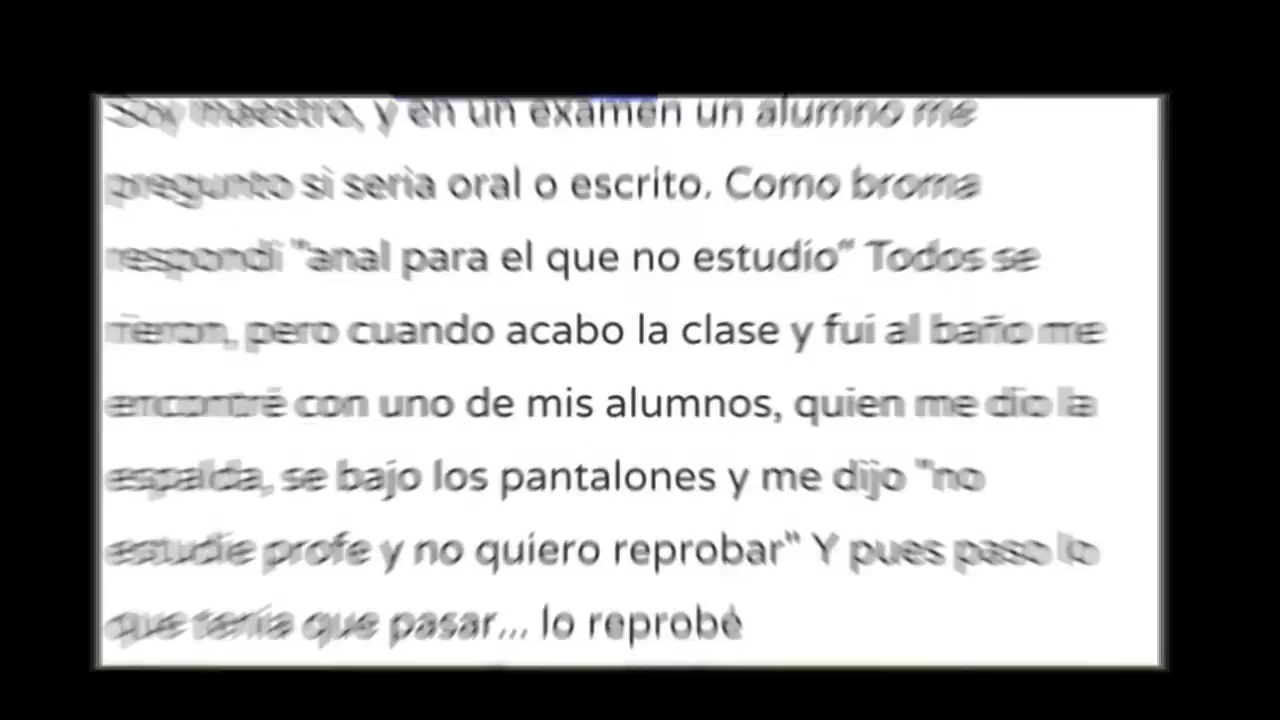 Soy maestro, y en un examen un alumno me
pregunto si seria oral o escrito. Como broma
respondi "anal para el que no estudio" Todos se
rieron, pero cuando acabo la clase y fui al baño me
encontré con uno de mis alumnos, quien me dio la
espalda, se bajo los pantalones y me dijo "no
estudie profe y no quiero reprobar" Y pues paso lo
que tenia que pasar... lo reprobé